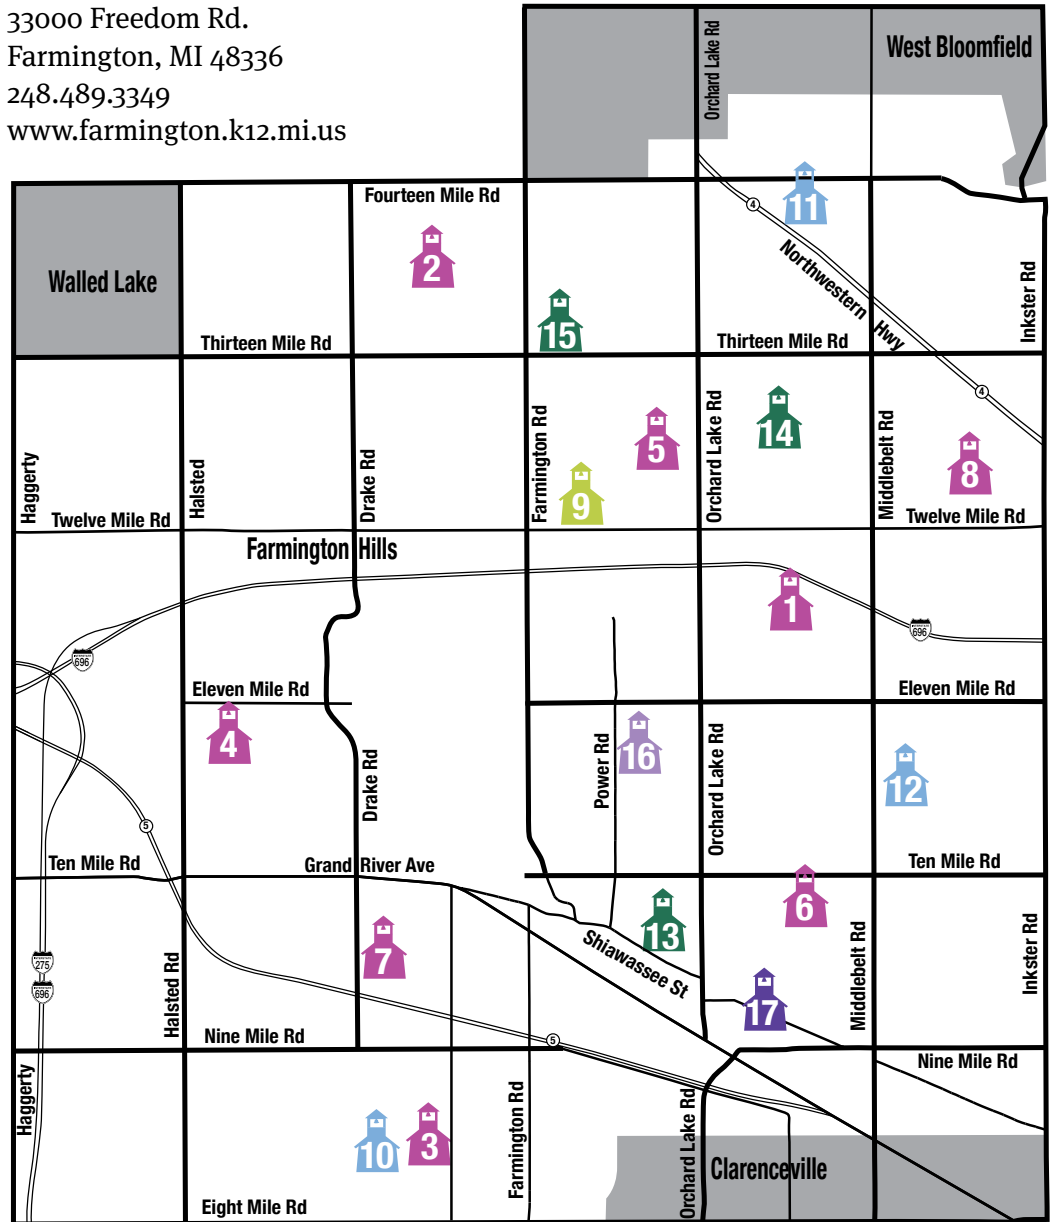 33000 Freedom Rd.
Farmington, MI 48336
248.489.3349
www.farmington.k12.mi.us
Orchard Lake Rd
West Bloomfield
Fourteen Mile Rd
11
4
2
Walled Lake
Northwestern Hwy
Inkster Rd
15
Thirteen Mile Rd
Thirteen Mile Rd
4
Haggerty
Halsted
Drake Rd
Farmington Rd
5
9
Orchard Lake Rd
14
Middlebelt Rd
8
Twelve Mile Rd
Twelve Mile Rd
Farmington Hills
1
696
696
Eleven Mile Rd
Eleven Mile Rd
4
Drake Rd
Power Rd
16
Orchard Lake Rd
12
5
Ten Mile Rd
Grand River Ave
Ten Mile Rd
6
7
13
Shiawassee St
Middlebelt Rd
Inkster Rd
275
696
Halsted Rd
17
Nine Mile Rd
5
Nine Mile Rd
Haggerty
10
3
Farmington Rd
Orchard Lake Rd
Clarenceville
Eight Mile Rd